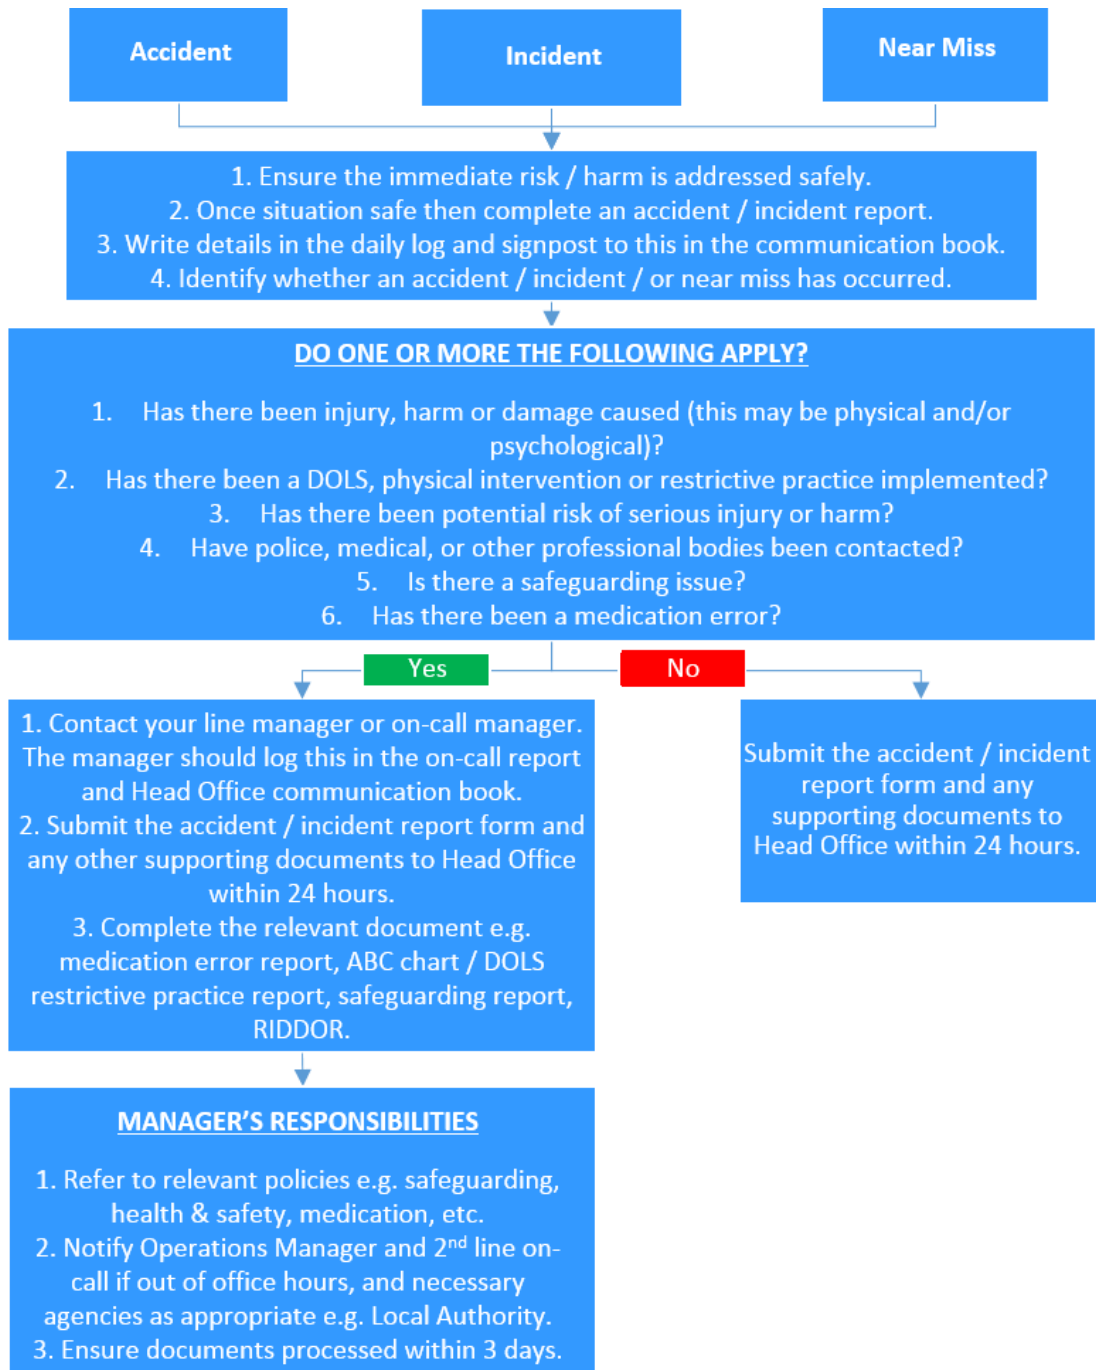 Accident
Incident
Near Miss
1. Ensure the immediate risk / harm is addressed safely.
2. Once situation safe then complete an accident / incident report.
3. Write details in the daily log and signpost to this in the communication book.
4. Identify whether an accident / incident / or near miss has occurred.
DO ONE OR MORE THE FOLLOWING APPLY?
1. Has there been injury, harm or damage caused (this may be physical and/or
psychological)?
2. Has there been a DOLS, physical intervention or restrictive practice implemented?
3. Has there been potential risk of serious injury or harm?
4. Have police, medical, or other professional bodies been contacted?
5. Is there a safeguarding issue?
6. Has there been a medication error?
Yes
No
1. Contact your line manager or on-call manager.
The manager should log this in the on-call report
and Head Office communication book.
2. Submit the accident / incident report form and
any other supporting documents to Head Office
within 24 hours.
3. Complete the relevant document e.g.
medication error report, ABC chart / DOLS
restrictive practice report, safeguarding report,
RIDDOR.
Submit the accident / incident
report form and any
supporting documents to
Head Office within 24 hours.
MANAGER'S RESPONSIBILITIES
1. Refer to relevant policies e.g. safeguarding,
health & safety, medication, etc.
2. Notify Operations Manager and 2nd line on-
call if out of office hours, and necessary
agencies as appropriate e.g. Local Authority.
3. Ensure documents processed within 3 days.